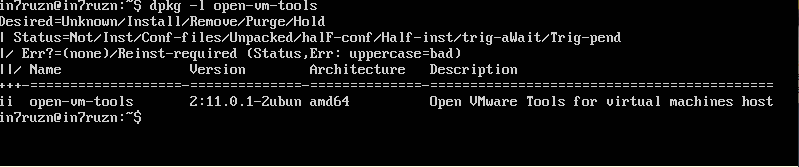 in7ruzn@in7ruzn:~$ dpkg -l open-vm-tools
Desired=Unknown/Install/Remove/Purge/Hold
| Status=Not/Inst/Conf-files/Unpacked/halF-conf/Half-inst/trig-aWait/Trig-pend
|/ Err?=(none)/Reinst-required (Status,Err: uppercase=bad)
||/ Name           Version         Architecture Description
+++-==============-===============-============-==========================================
ii  open-vm-tools  2:11.0.1-2ubun amd64        Open VMware Tools for virtual machines host
in7ruzn@in7ruzn:~$